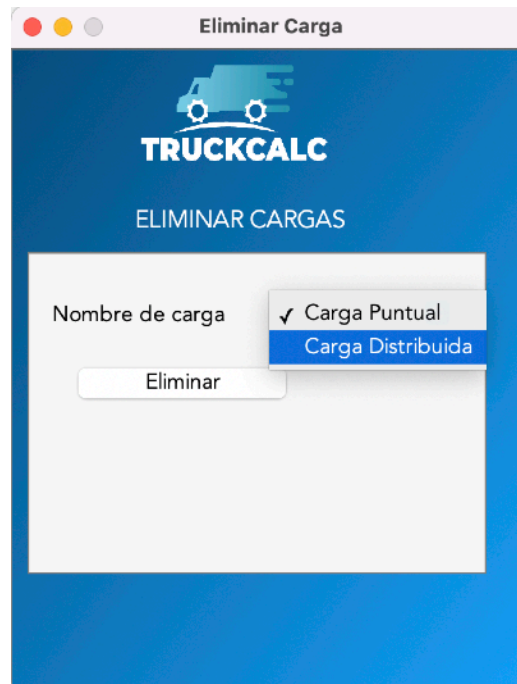 Eliminar Carga
TRUCKCALC
ELIMINAR CARGAS
Nombre de carga
✓ Carga Puntual
Carga Distribuida
Eliminar